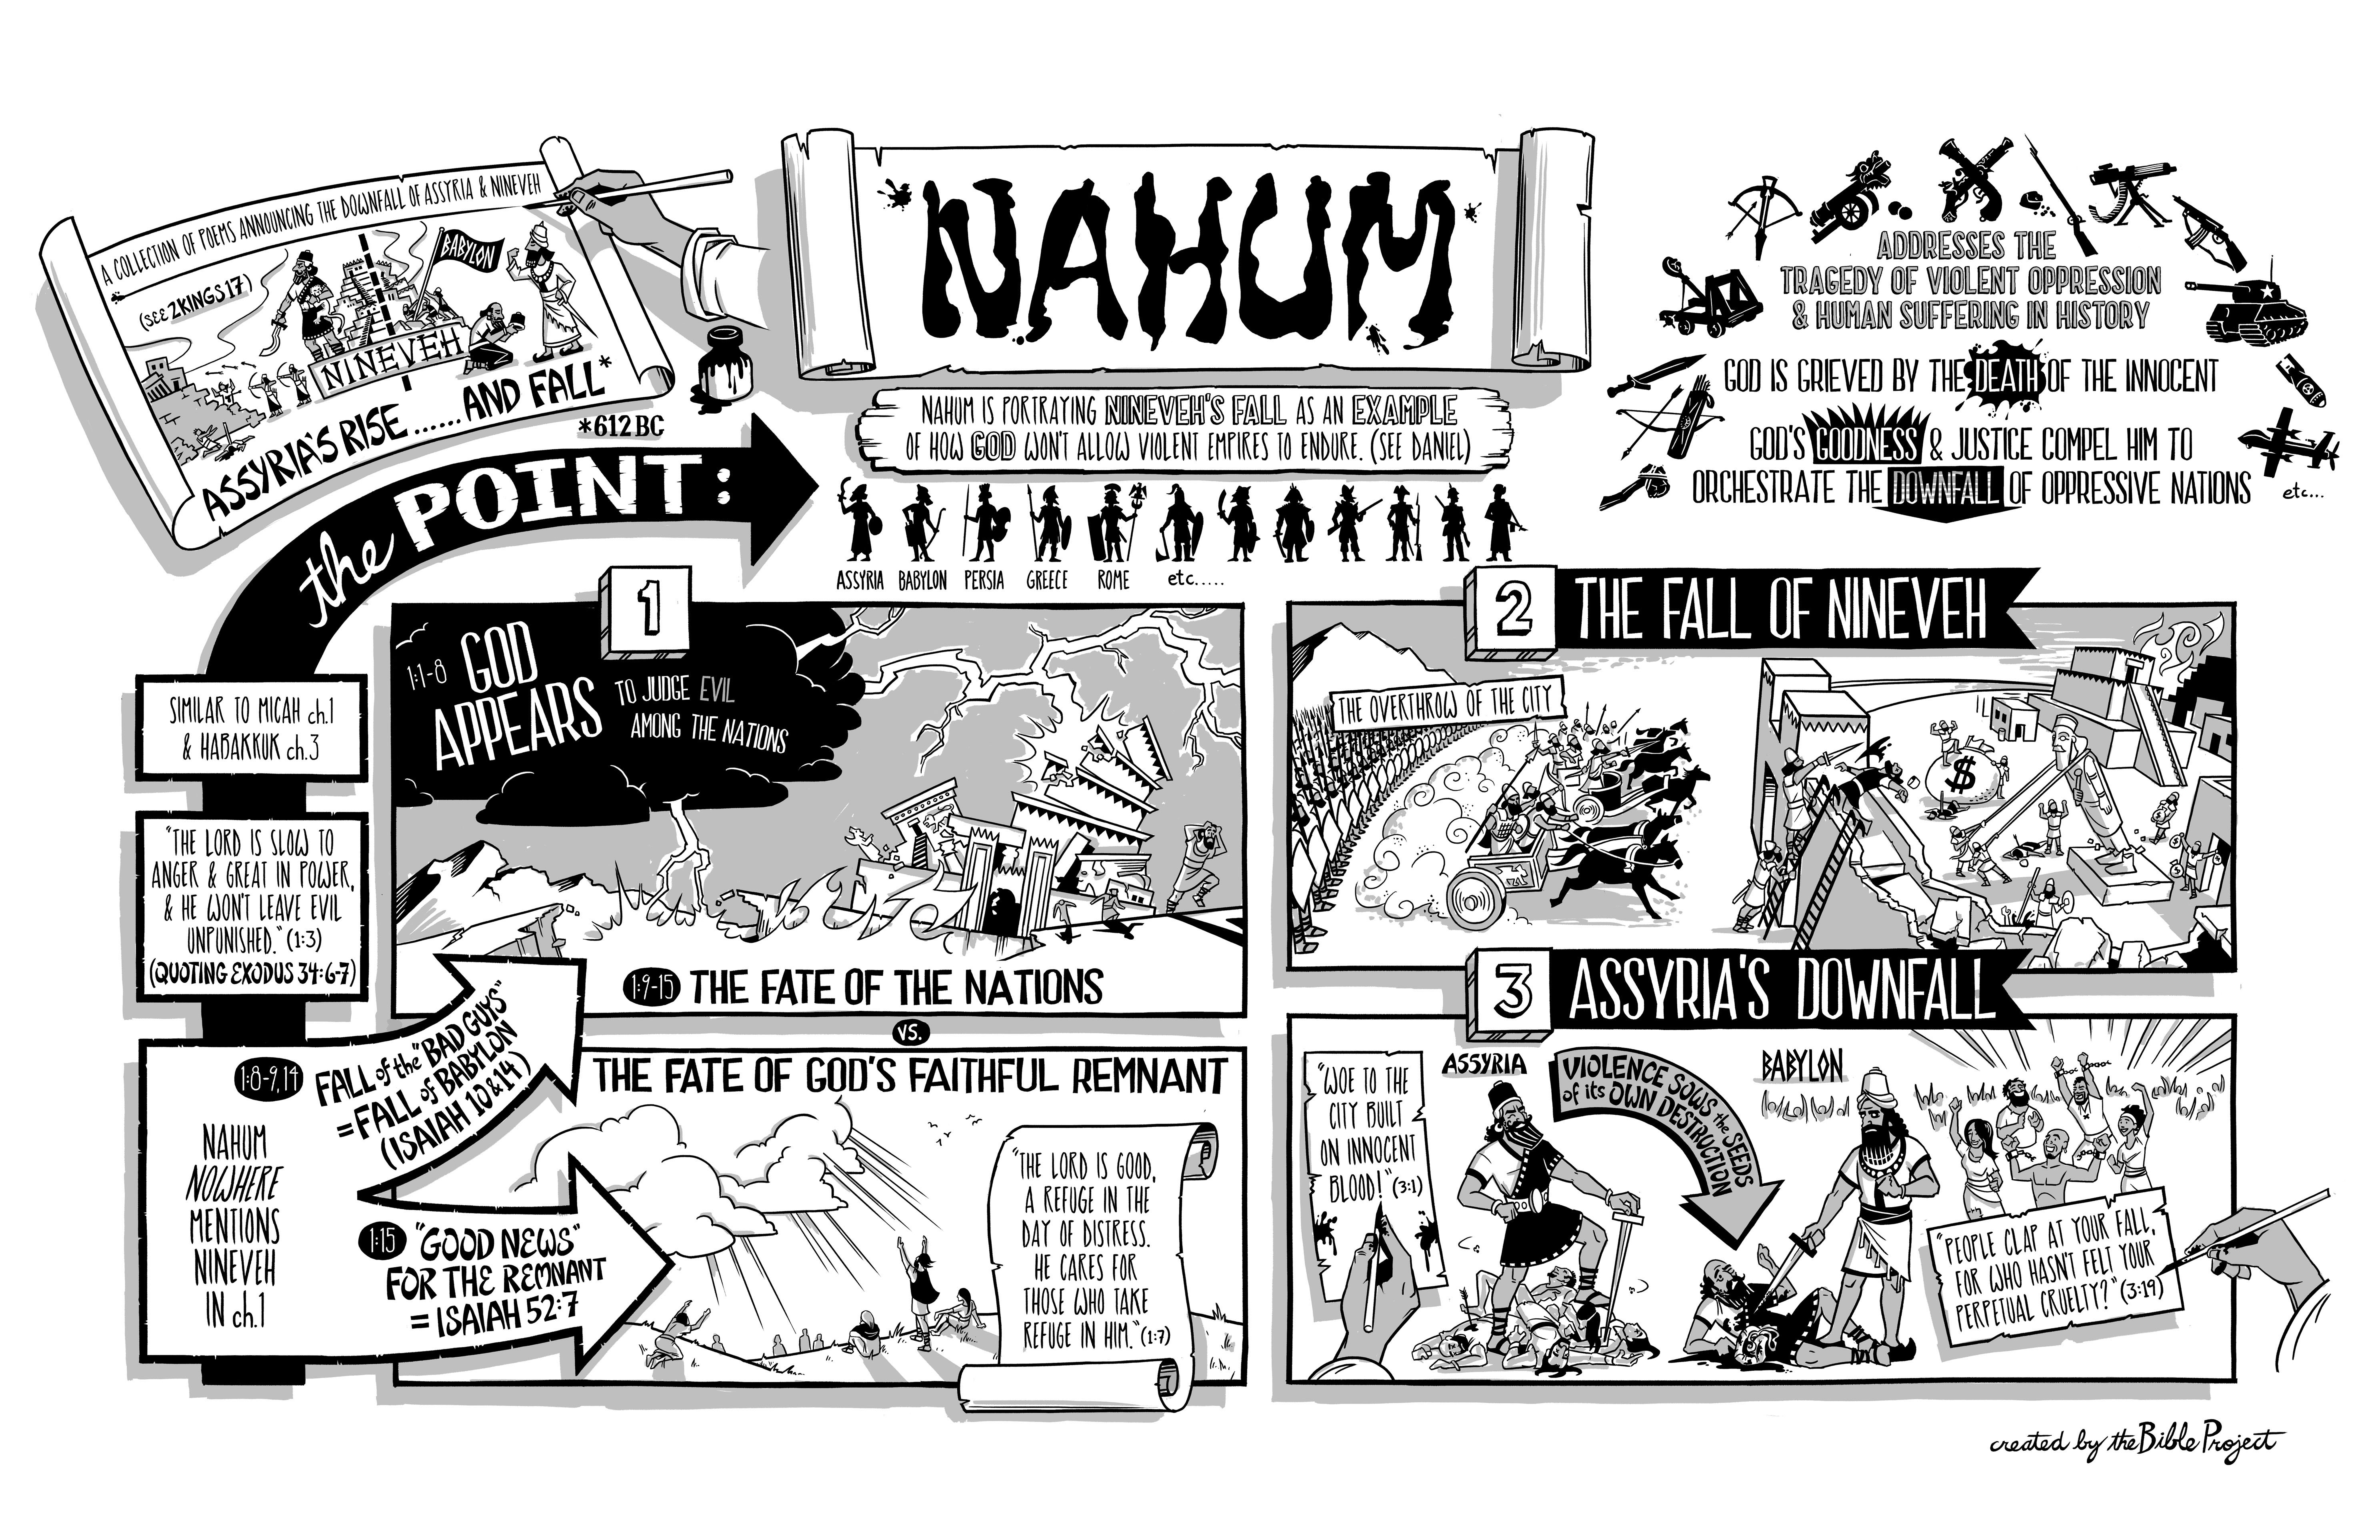 A COLLECTION OF POEMS ANNOUNCING THE DOWNFALL OF ASSYRIA & NINEVEH
(SEE 2 KINGS 17)
BABYLON
NINEVEH
ASSYRIA'S RISE ...... AND FALL*
*612 BC
NAHUM
NAHUM IS PORTRAYING NINEVEH'S FALL AS AN EXAMPLE
OF HOW GOD WON'T ALLOW VIOLENT EMPIRES TO ENDURE. (SEE DANIEL)
ASSYRIA BABYLON PERSIA GREECE ROME etc.....
ADDRESSES THE
TRAGEDY OF VIOLENT OPPRESSION
& HUMAN SUFFERING IN HISTORY
GOD IS GRIEVED BY THE DEATH OF THE INNOCENT
GOD'S GOODNESS & JUSTICE COMPEL HIM TO
ORCHESTRATE THE DOWNFALL OF OPPRESSIVE NATIONS
etc...
the POINT:
SIMILAR TO MICAH ch.1
& HABAKKUK ch.3
"THE LORD IS SLOW TO
ANGER & GREAT IN POWER,
& HE WON'T LEAVE EVIL
UNPUNISHED." (1:3)
(QUOTING EXODUS 34:6-7)
1:8-9,14
NAHUM
NOWHERE
MENTIONS
NINEVEH
IN ch.1
FALL of the "BAD GUYS"
= FALL of BABYLON
(ISAIAH 10 & 14)
1:15 "GOOD NEWS"
FOR THE REMNANT
= ISAIAH 52:7
1
1:1-8 GOD
APPEARS
TO JUDGE EVIL
AMONG THE NATIONS
1:9-15 THE FATE OF THE NATIONS
VS.
THE FATE OF GOD'S FAITHFUL REMNANT
"THE LORD IS GOOD,
A REFUGE IN THE
DAY OF DISTRESS.
HE CARES FOR
THOSE WHO TAKE
REFUGE IN HIM." (1:7)
2 THE FALL OF NINEVEH
THE OVERTHROW OF THE CITY
$
3 ASSYRIA'S DOWNFALL
"WOE TO THE
CITY BUILT
ON INNOCENT
BLOOD!" (3:1)
ASSYRIA
VIOLENCE SOWS the SEEDS
of its OWN DESTRUCTION
BABYLON
"PEOPLE CLAP AT YOUR FALL,
FOR WHO HASN'T FELT YOUR
PERPETUAL CRUELTY?" (3:19)
created by the Bible Project